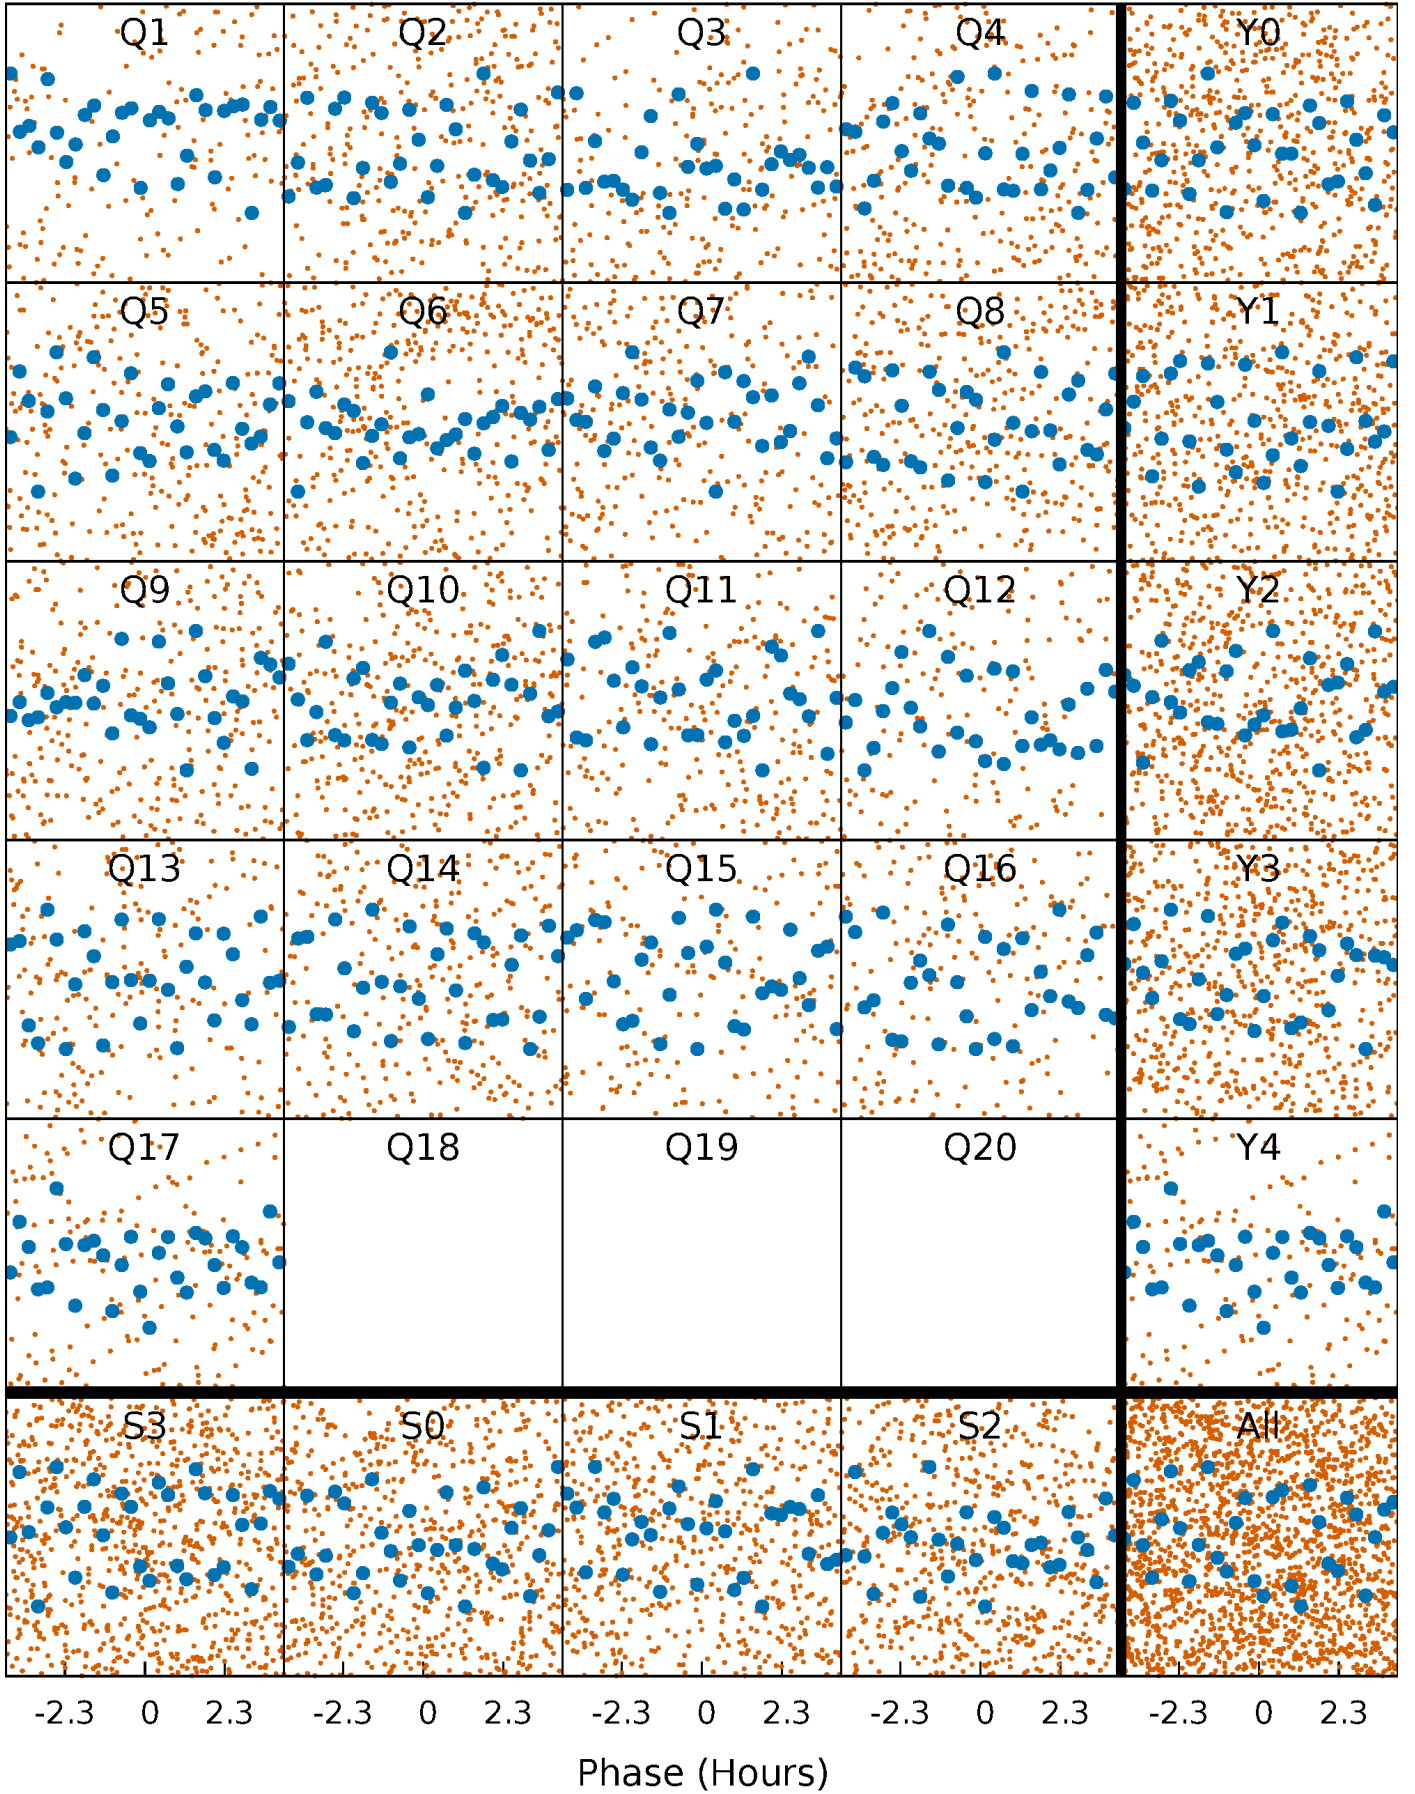 Q1 Q2 Q3 Q4 Y0
Q5 Q6 Q7 Q8 Y1
Q9 Q10 Q11 Q12 Y2
Q13 Q14 Q15 Q16 Y3
Q17 Q18 Q19 Q20 Y4
S3 S0 S1 S2 All
-2.3 0 2.3 -2.3 0 2.3 -2.3 0 2.3 -2.3 0 2.3 -2.3 0 2.3
Phase (Hours)